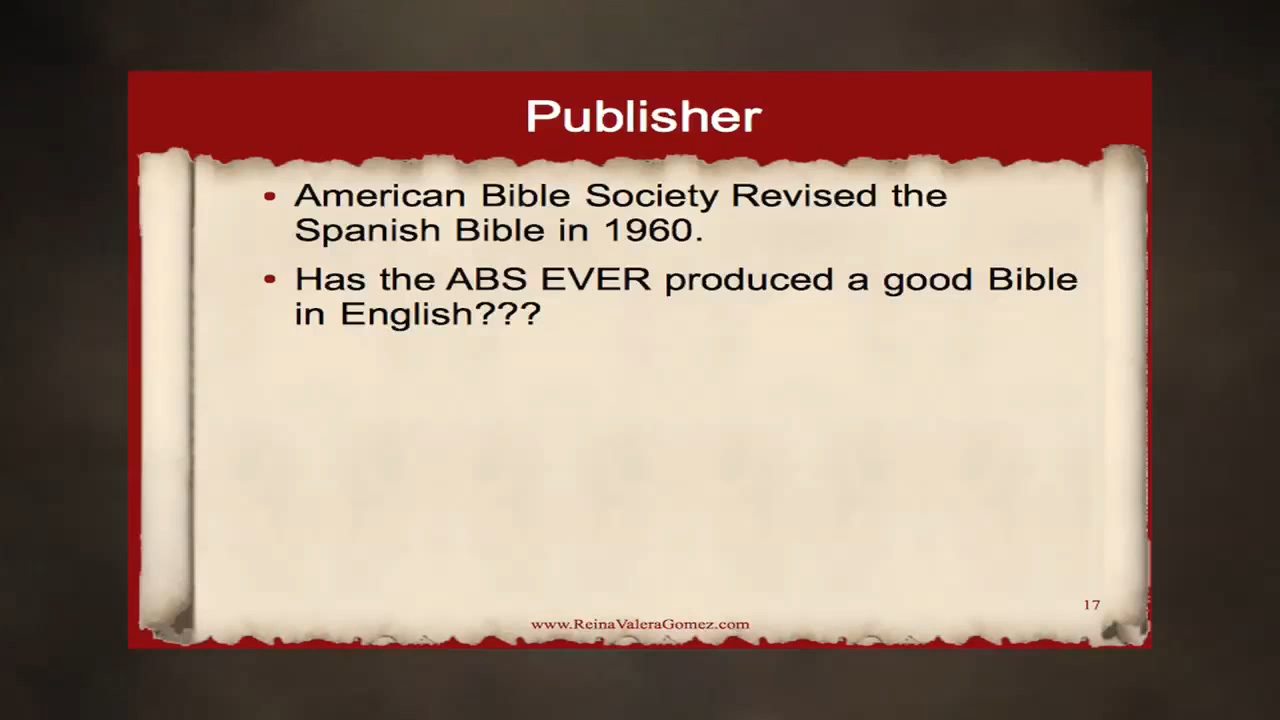 Publisher
• American Bible Society Revised the
Spanish Bible in 1960.
• Has the ABS EVER produced a good Bible
in English???
17
www.ReinaValeraGomez.com